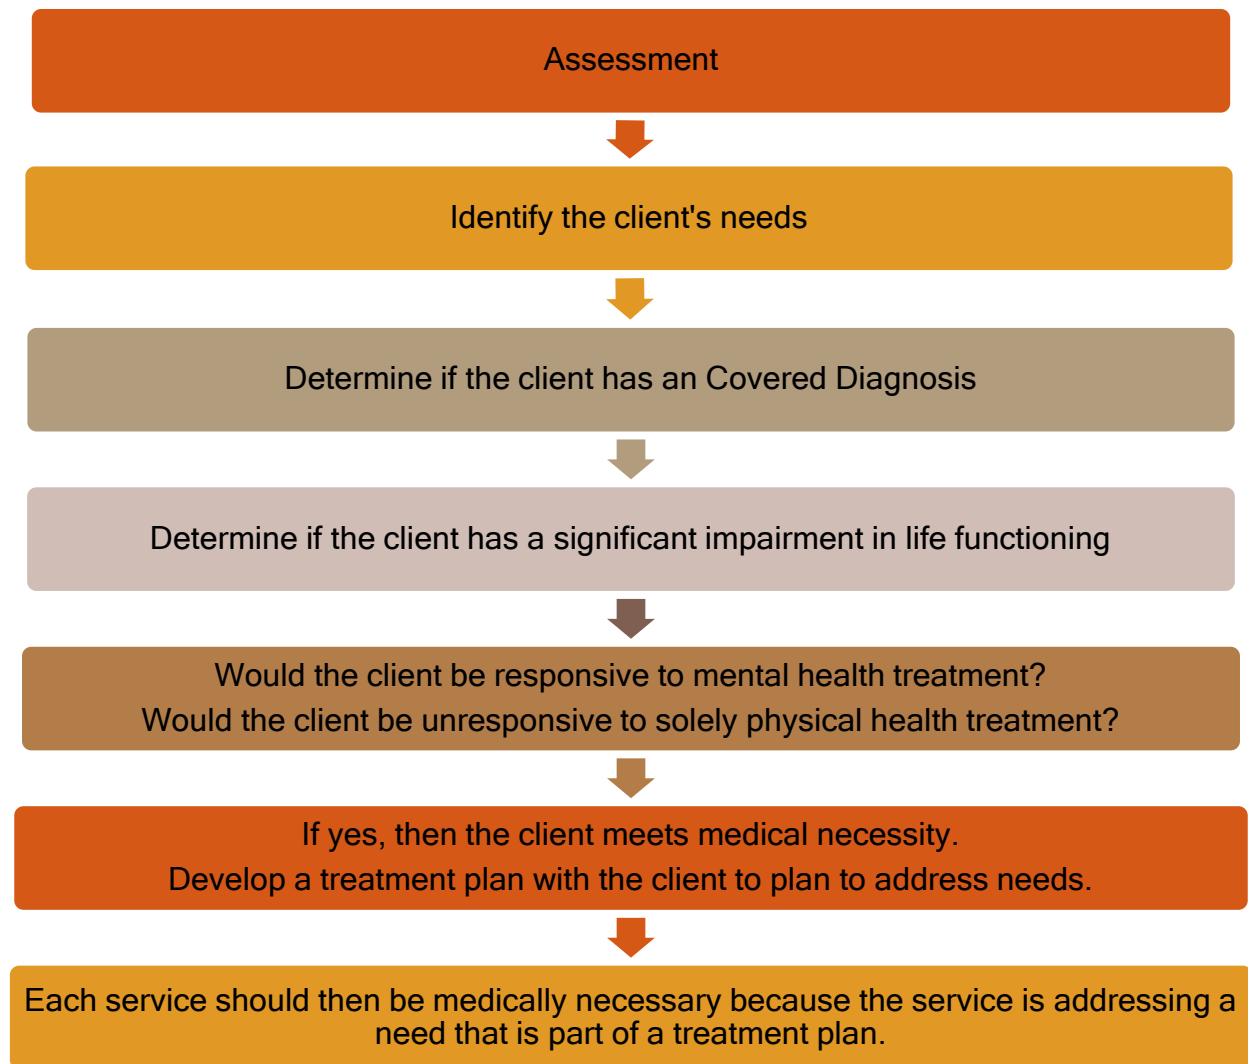 Assessment
Identify the client's needs
Determine if the client has an Covered Diagnosis
Determine if the client has a significant impairment in life functioning
Would the client be responsive to mental health treatment?
Would the client be unresponsive to solely physical health treatment?
If yes, then the client meets medical necessity.
Develop a treatment plan with the client to plan to address needs.
Each service should then be medically necessary because the service is addressing a
need that is part of a treatment plan.